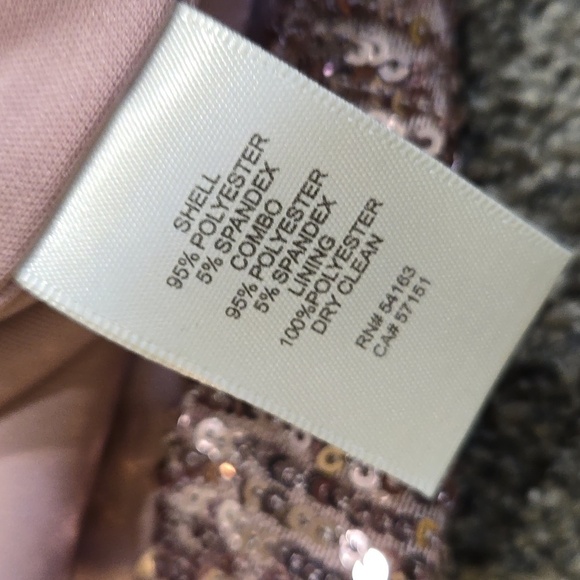 SHELL
95% POLYESTER
5% SPANDEX
COMBO
95% POLYESTER
5% SPANDEX
LINING
100%POLYESTER
DRY CLEAN
RN# 54163
CA# 57151